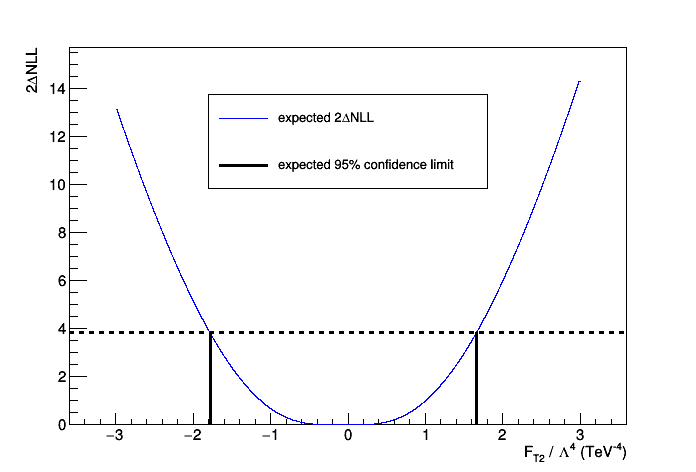 2ΔNLL
14
12
10
8
6
4
2
0
expected 2ΔNLL
expected 95% confidence limit
−3 −2 −1 0 1 2 3
F_T2 / Λ^4 (TeV^-4)